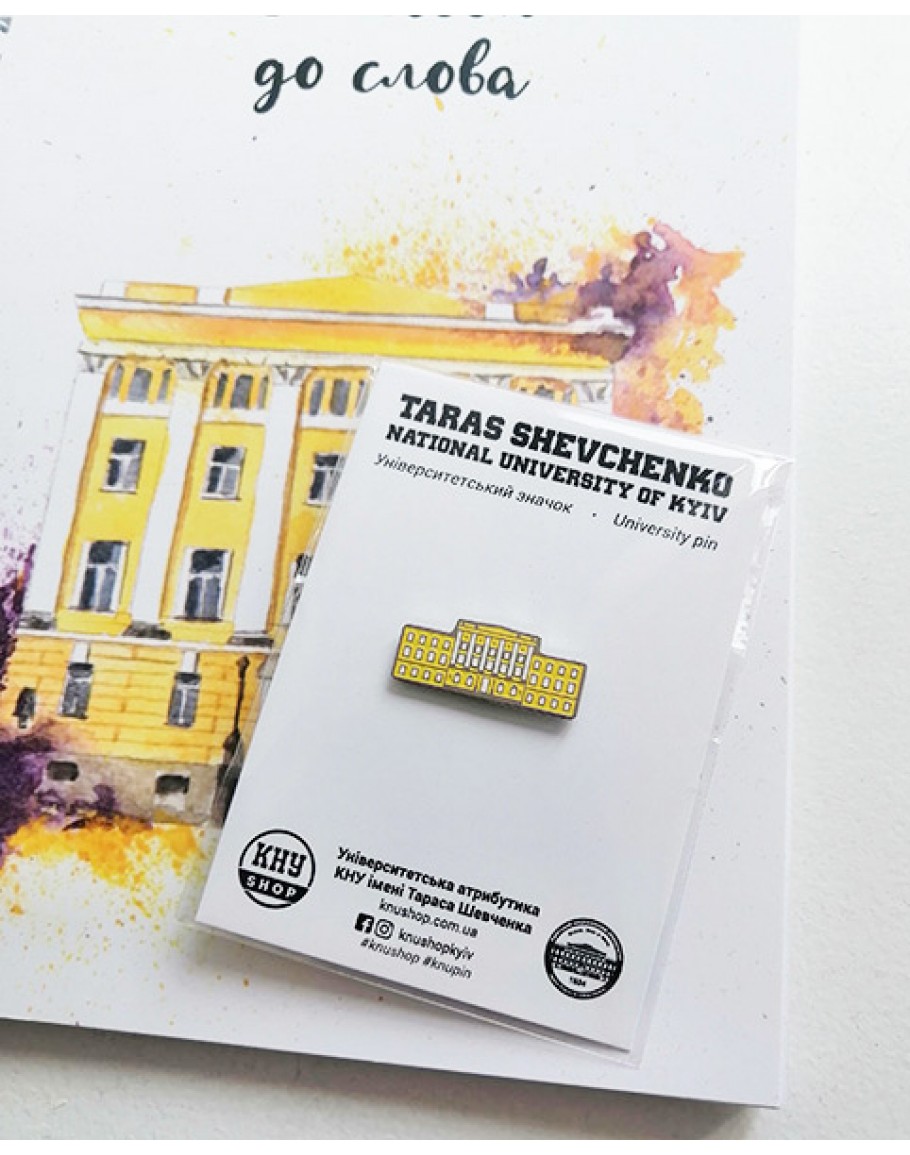 до слова
TARAS SHEVCHENKO
NATIONAL UNIVERSITY OF KYIV
Університетський значок · University pin
КНУ
SHOP
Університетська атрибутика
КНУ імені Тараса Шевченка
knushop.com.ua
knushopkyiv
#knushop #knupin
1834